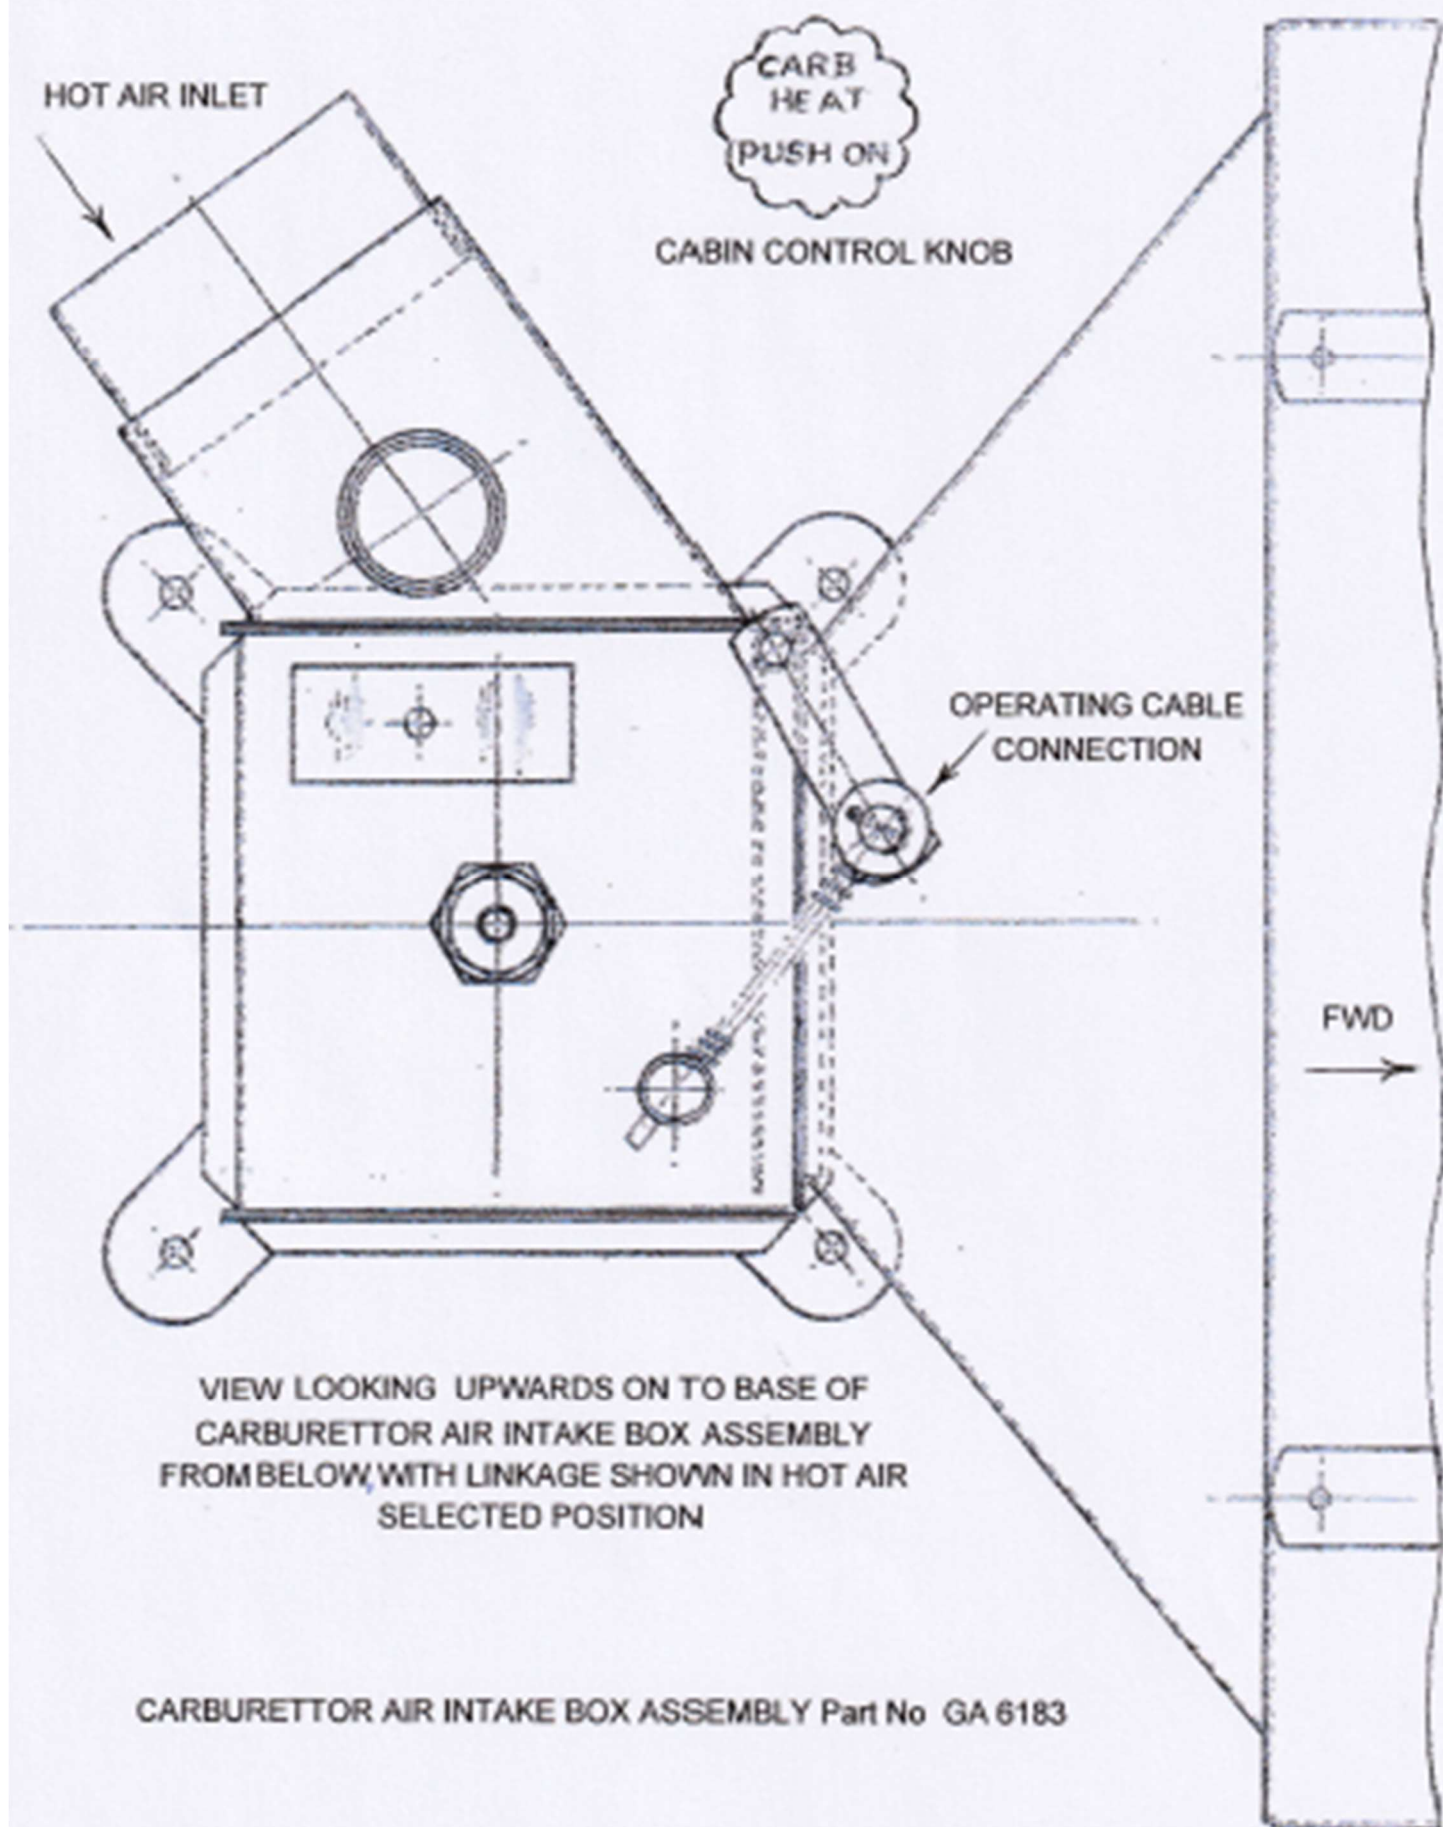 HOT AIR INLET
CARB
HEAT
PUSH ON
CABIN CONTROL KNOB
OPERATING CABLE
CONNECTION
FWD
VIEW LOOKING UPWARDS ON TO BASE OF
CARBURETTOR AIR INTAKE BOX ASSEMBLY
FROM BELOW, WITH LINKAGE SHOWN IN HOT AIR
SELECTED POSITION
CARBURETTOR AIR INTAKE BOX ASSEMBLY Part No GA 6183